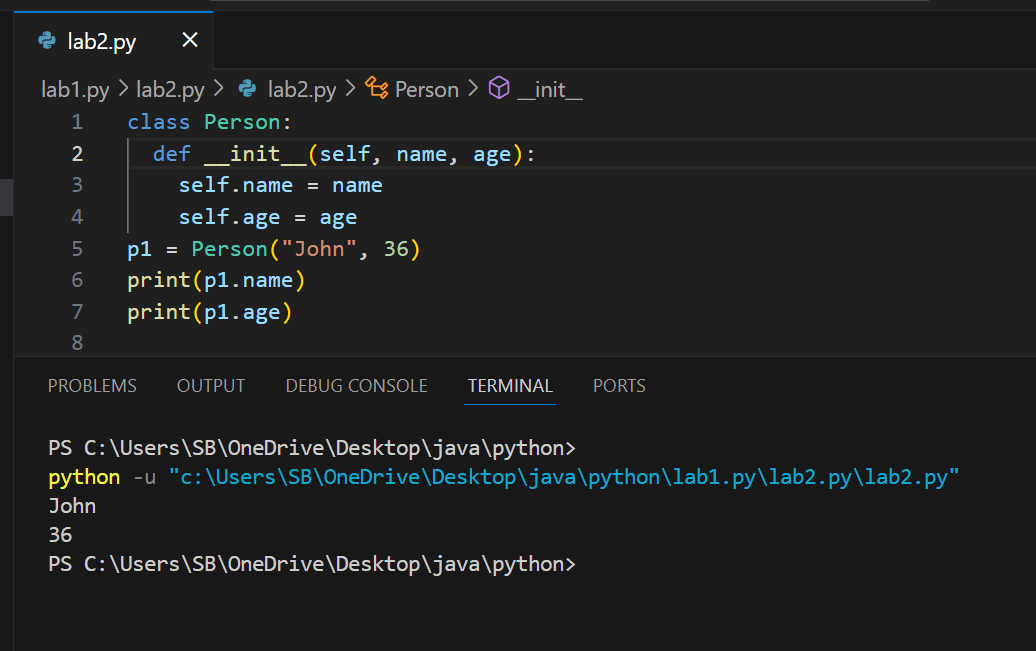 lab2.py
lab1.py > lab2.py > lab2.py > Person > __init__
1 class Person:
2   def __init__(self, name, age):
3     self.name = name
4     self.age = age
5 p1 = Person("John", 36)
6 print(p1.name)
7 print(p1.age)
8
PROBLEMS OUTPUT DEBUG CONSOLE TERMINAL PORTS
PS C:\Users\SB\OneDrive\Desktop\java\python>
python -u "c:\Users\SB\OneDrive\Desktop\java\python\lab1.py\lab2.py\lab2.py"
John
36
PS C:\Users\SB\OneDrive\Desktop\java\python>